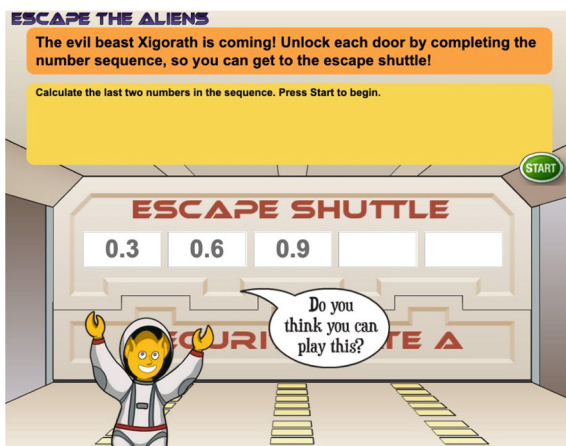 ESCAPE THE ALIENS
The evil beast Xigorath is coming! Unlock each door by completing the
number sequence, so you can get to the escape shuttle!
Calculate the last two numbers in the sequence. Press Start to begin.
START
ESCAPE SHUTTLE
0.3 0.6 0.9
Do you
think you can
play this?
A